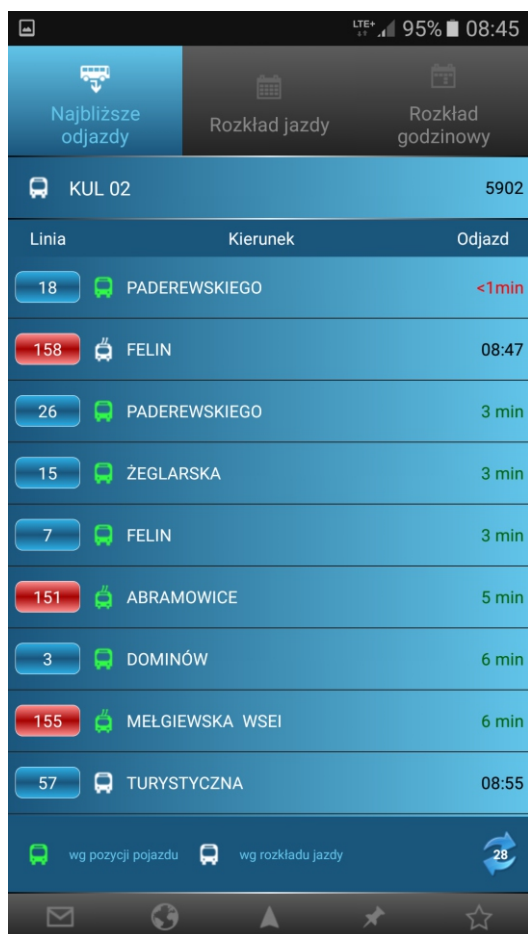 LTE+ 95% 08:45
Najbliższe
odjazdy
Rozkład jazdy
Rozkład
godzinowy
KUL 02 5902
Linia Kierunek Odjazd
18 PADEREWSKIEGO <1min
158 FELIN 08:47
26 PADEREWSKIEGO 3 min
15 ŻEGLARSKA 3 min
7 FELIN 3 min
151 ABRAMOWICE 5 min
3 DOMINÓW 6 min
155 MEŁGIEWSKA WSEI 6 min
57 TURYSTYCZNA 08:55
wg pozycji pojazdu wg rozkładu jazdy 28